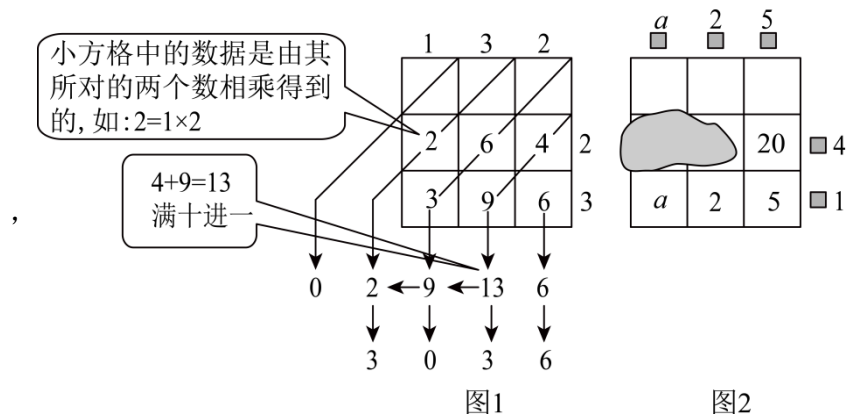 小方格中的数据是由其
所对的两个数相乘得到
的,如:2=1×2
4+9=13
满十进一
,
1 3 2
2 6 4 2
3 9 6 3
0 2 9 13 6
3 0 3 6
图1
a 2 5
20 4
a 2 5 1
图2